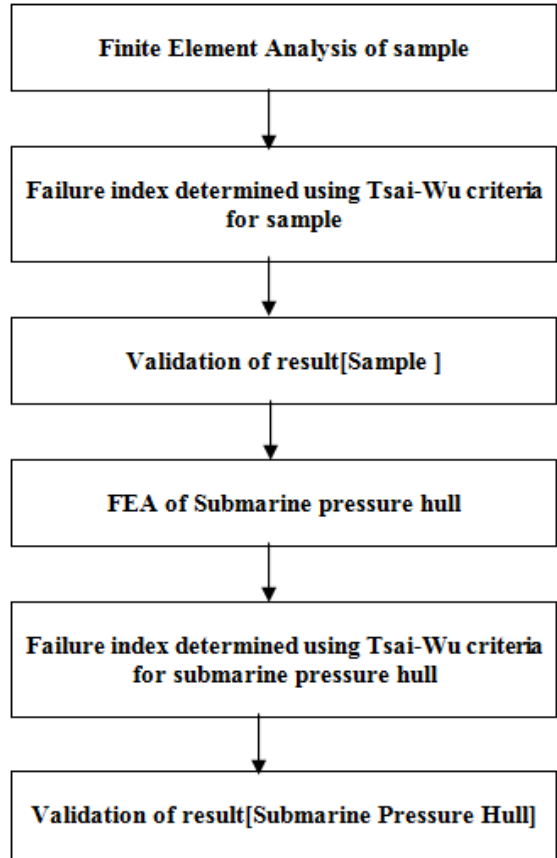 Finite Element Analysis of sample
Failure index determined using Tsai-Wu criteria
for sample
Validation of result[Sample ]
FEA of Submarine pressure hull
Failure index determined using Tsai-Wu criteria
for submarine pressure hull
Validation of result[Submarine Pressure Hull]